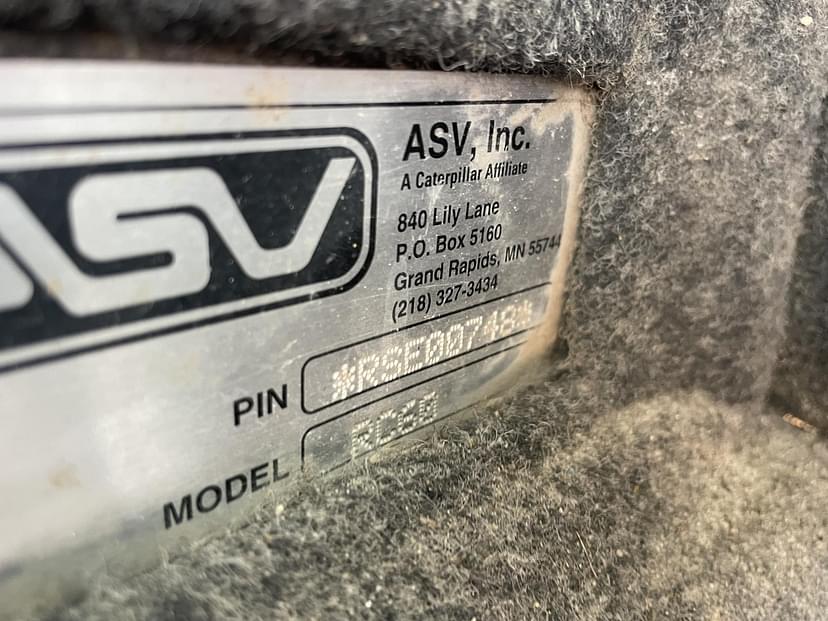 ASV
ASV, Inc.
A Caterpillar Affiliate
840 Lily Lane
P.O. Box 5160
Grand Rapids, MN 55744
(218) 327-3434
PIN *RSE00748*
MODEL RC60